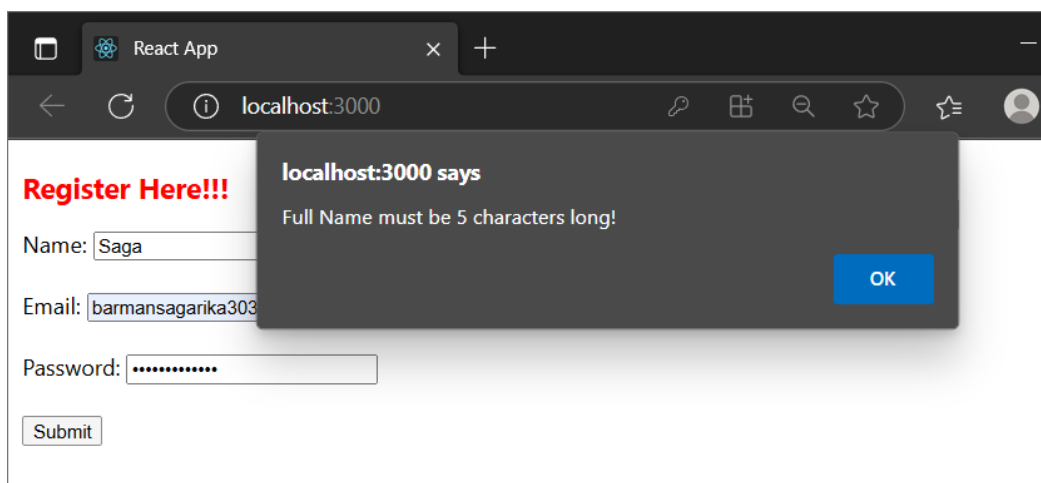 React App
localhost:3000
localhost:3000 says
Full Name must be 5 characters long!
OK
Register Here!!!
Name: Saga
Email: barmansagarika303
Password: •••••••••••••
Submit